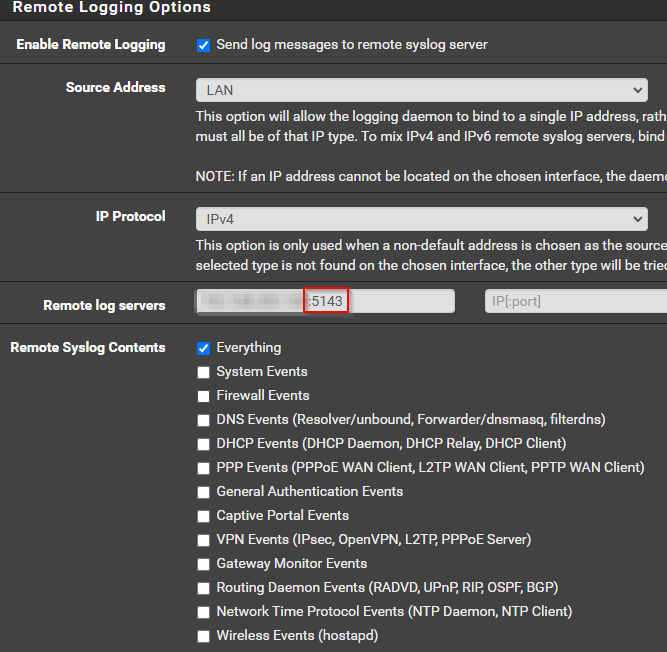 Remote Logging Options
Enable Remote Logging
Send log messages to remote syslog server
Source Address
LAN
This option will allow the logging daemon to bind to a single IP address, rath
must all be of that IP type. To mix IPv4 and IPv6 remote syslog servers, bind
NOTE: If an IP address cannot be located on the chosen interface, the daem
IP Protocol
IPv4
This option is only used when a non-default address is chosen as the source
selected type is not found on the chosen interface, the other type will be tried
Remote log servers
:5143
IP[:port]
Remote Syslog Contents
Everything
System Events
Firewall Events
DNS Events (Resolver/unbound, Forwarder/dnsmasq, filterdns)
DHCP Events (DHCP Daemon, DHCP Relay, DHCP Client)
PPP Events (PPPoE WAN Client, L2TP WAN Client, PPTP WAN Client)
General Authentication Events
Captive Portal Events
VPN Events (IPsec, OpenVPN, L2TP, PPPoE Server)
Gateway Monitor Events
Routing Daemon Events (RADVD, UPnP, RIP, OSPF, BGP)
Network Time Protocol Events (NTP Daemon, NTP Client)
Wireless Events (hostapd)